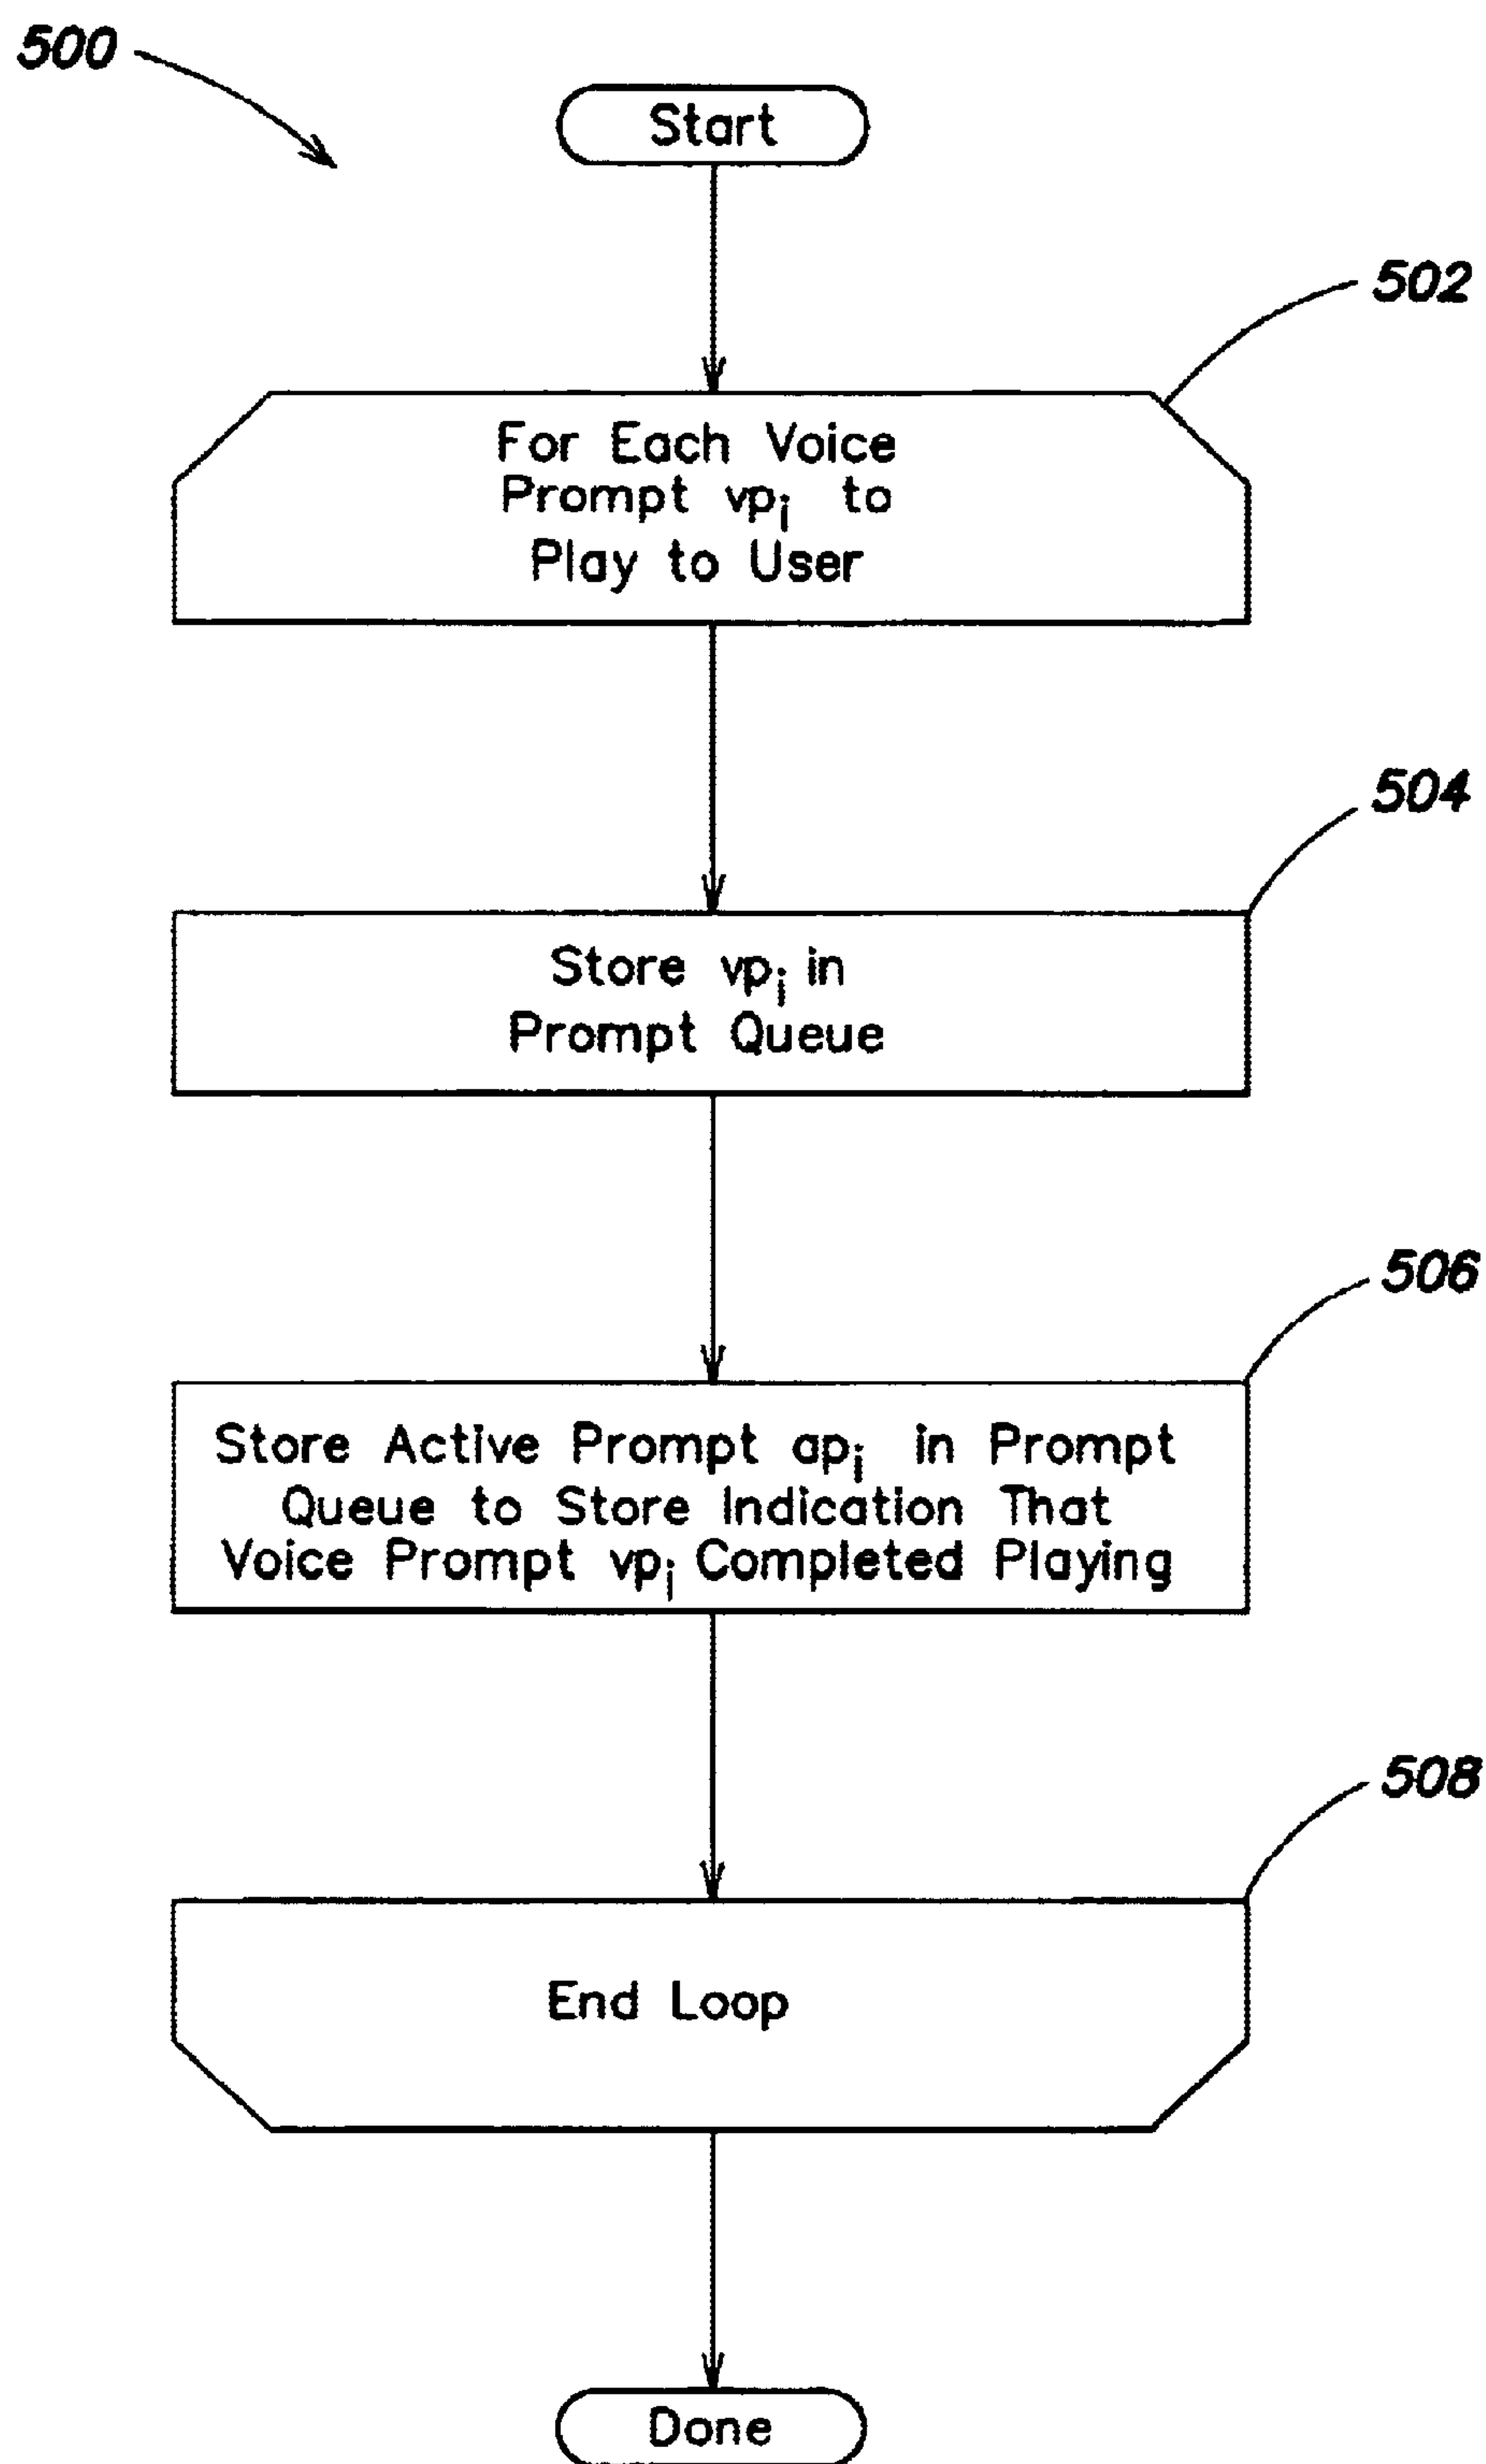 500
Start
502
For Each Voice
Prompt vpi to
Play to User
504
Store vpi in
Prompt Queue
506
Store Active Prompt api in Prompt
Queue to Store Indication That
Voice Prompt vpi Completed Playing
508
End Loop
Done